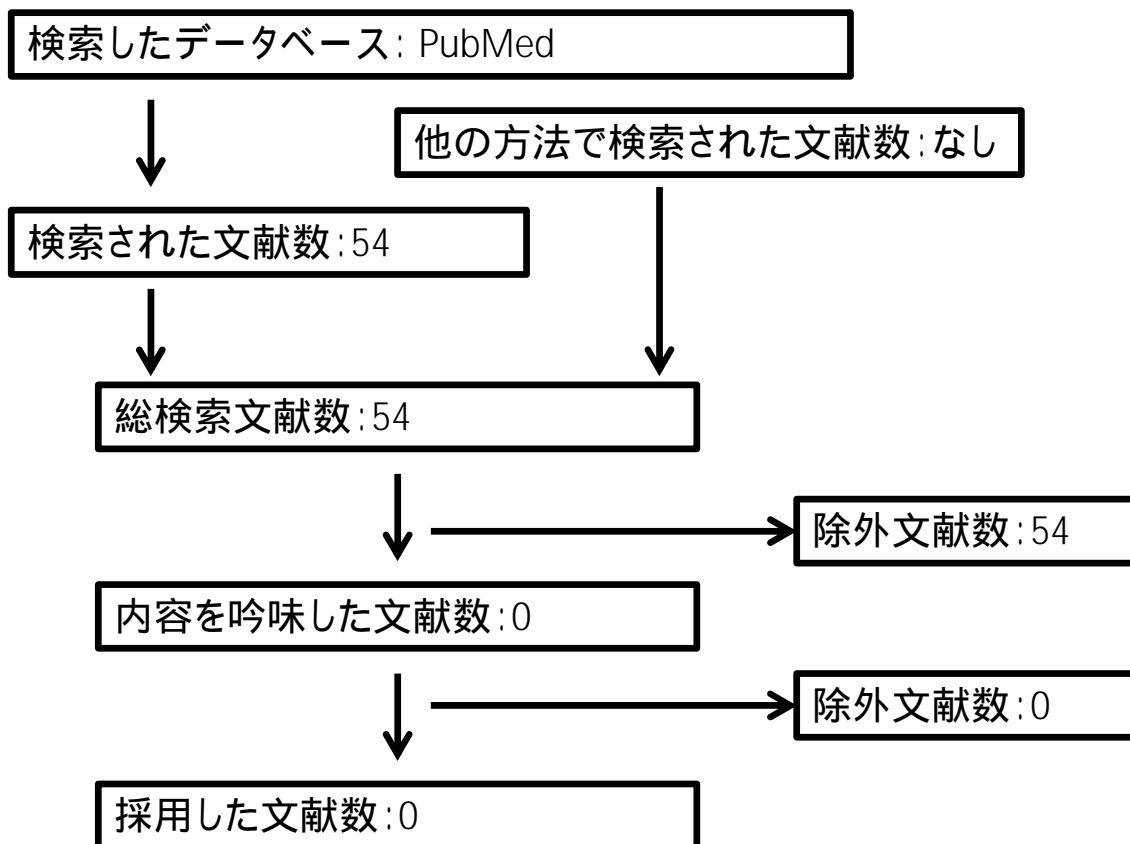 検索したデータベース: PubMed
他の方法で検索された文献数:なし
検索された文献数:54
総検索文献数:54
除外文献数:54
内容を吟味した文献数:0
除外文献数:0
採用した文献数:0